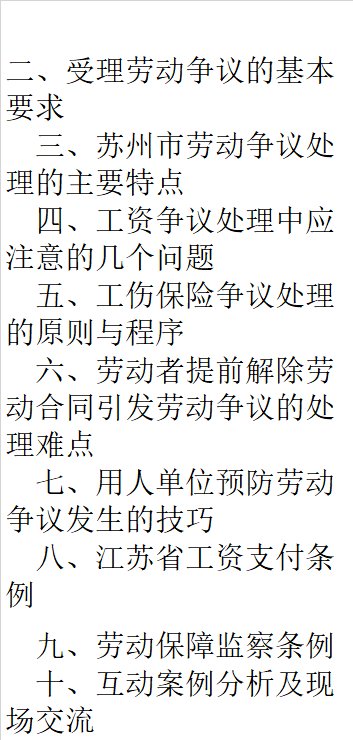 二、受理劳动争议的基本
要求
三、苏州市劳动争议处
理的主要特点
四、工资争议处理中应
注意的几个问题
五、工伤保险争议处理
的原则与程序
六、劳动者提前解除劳
动合同引发劳动争议的处
理难点
七、用人单位预防劳动
争议发生的技巧
八、江苏省工资支付条
例
九、劳动保障监察条例
十、互动案例分析及现
场交流